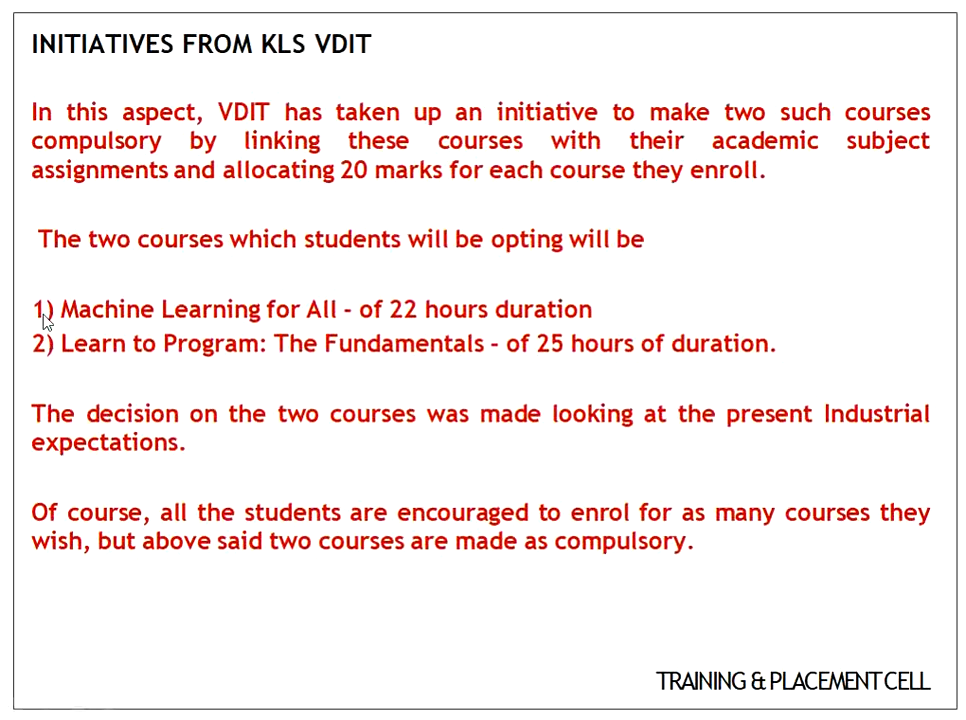 INITIATIVES FROM KLS VDIT
In this aspect, VDIT has taken up an initiative to make two such courses
compulsory by linking these courses with their academic subject
assignments and allocating 20 marks for each course they enroll.
The two courses which students will be opting will be
1) Machine Learning for All - of 22 hours duration
2) Learn to Program: The Fundamentals - of 25 hours of duration.
The decision on the two courses was made looking at the present Industrial
expectations.
Of course, all the students are encouraged to enrol for as many courses they
wish, but above said two courses are made as compulsory.
TRAINING & PLACEMENT CELL